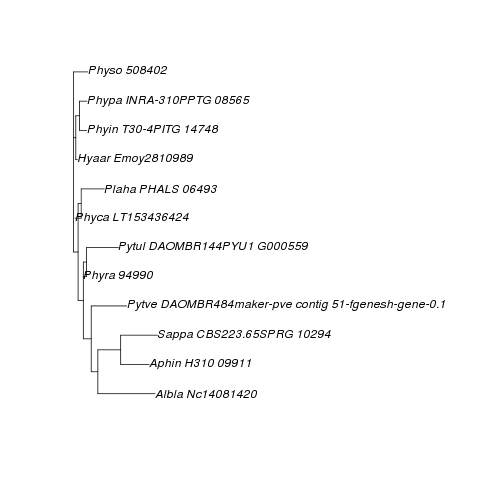 Physo 508402
Phypa INRA-310PPTG 08565
Phyin T30-4PITG 14748
Hyaar Emoy2810989
Plaha PHALS 06493
Phyca LT153436424
Pytul DAOMBR144PYU1 G000559
Phyra 94990
Pytve DAOMBR484maker-pve contig 51-fgenesh-gene-0.1
Sappa CBS223.65SPRG 10294
Aphin H310 09911
Albla Nc14081420